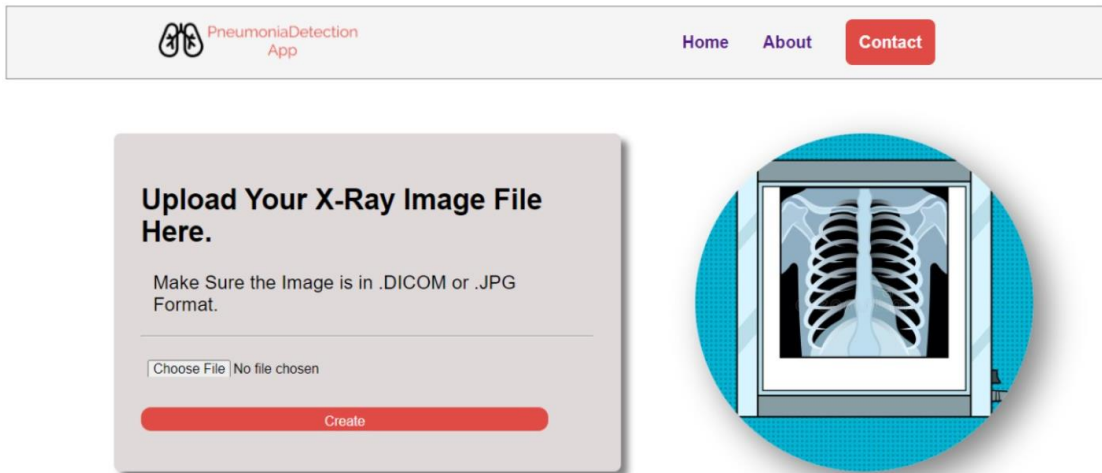 PneumoniaDetection
App
Home About Contact
Upload Your X-Ray Image File
Here.
Make Sure the Image is in .DICOM or .JPG
Format.
Choose File No file chosen
Create